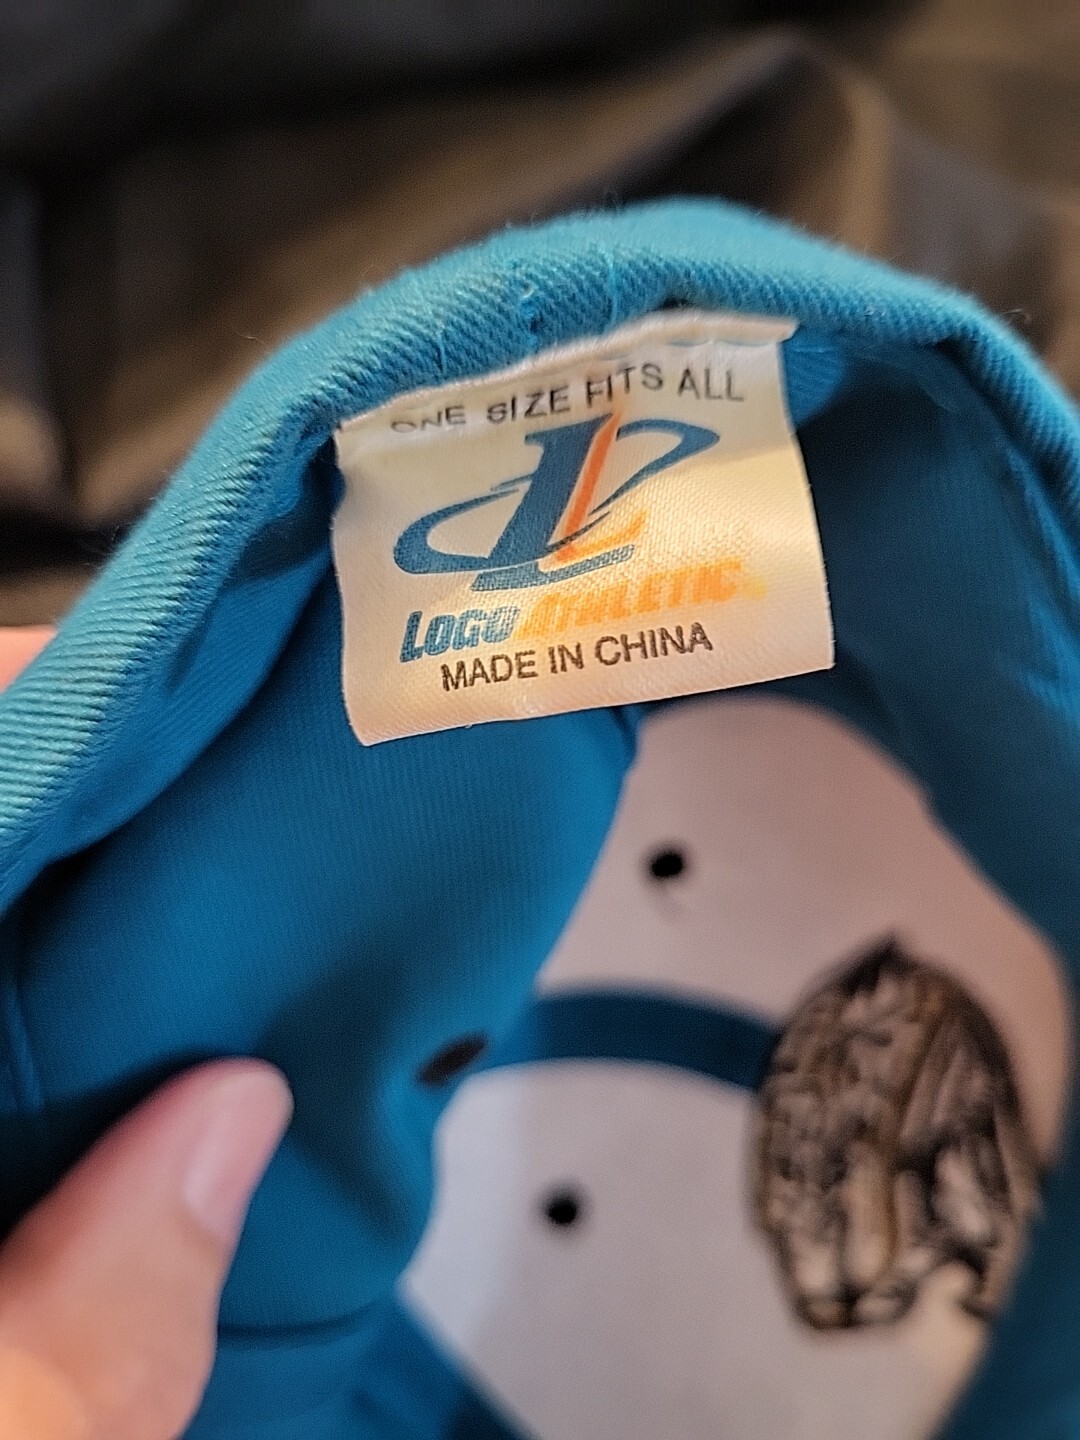 ONE SIZE FITS ALL
LOGO ATHLETIC
MADE IN CHINA